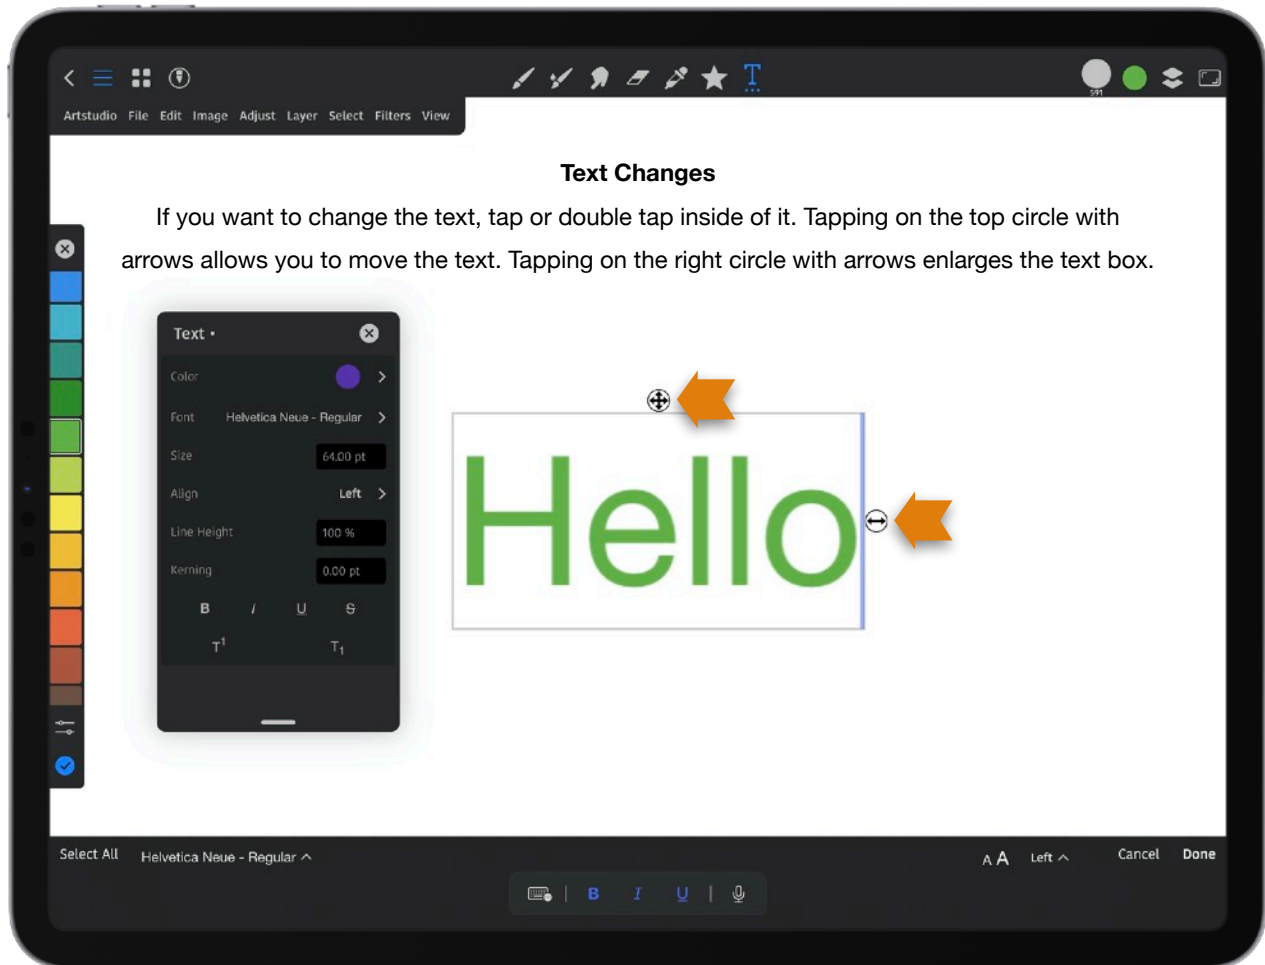 591
Artstudio File Edit Image Adjust Layer Select Filters View
Text Changes
If you want to change the text, tap or double tap inside of it. Tapping on the top circle with
arrows allows you to move the text. Tapping on the right circle with arrows enlarges the text box.
Text •
Color
Font Helvetica Neue - Regular
Size 64.00 pt
Align Left
Line Height 100 %
Kerning 0.00 pt
B I U S
T1 T1
Hello
Select All Helvetica Neue - Regular A A Left Cancel Done
B I U